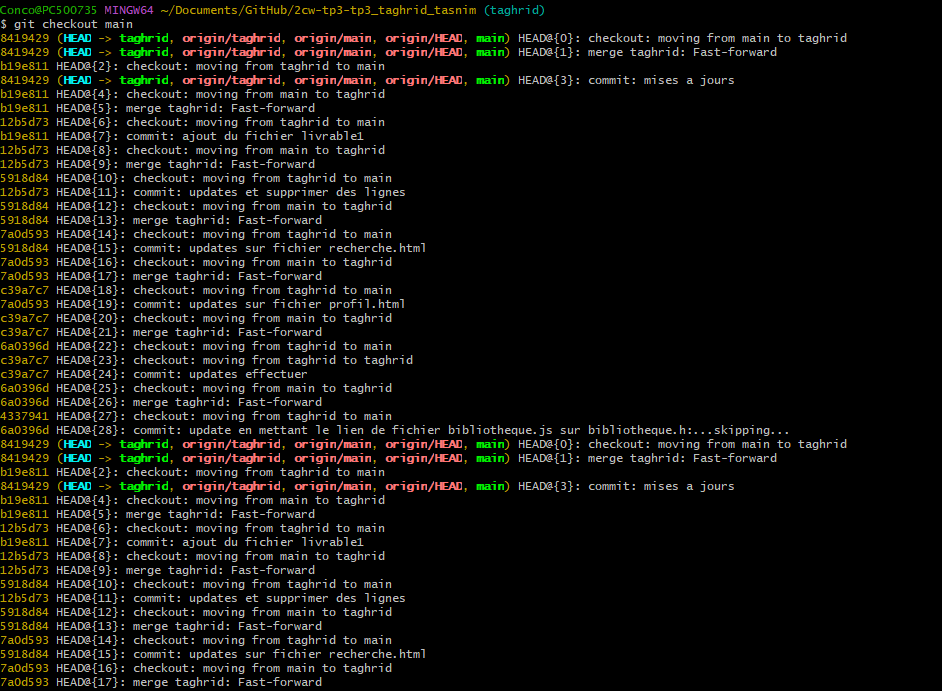 Conco@PC500735 MINGW64 ~/Documents/GitHub/2cw-tp3-tp3_taghrid_tasnim (taghrid)
$ git checkout main
8419429 (HEAD -> taghrid, origin/taghrid, origin/main, origin/HEAD, main) HEAD@{0}: checkout: moving from main to taghrid
8419429 (HEAD -> taghrid, origin/taghrid, origin/main, origin/HEAD, main) HEAD@{1}: merge taghrid: Fast-forward
b19e811 HEAD@{2}: checkout: moving from taghrid to main
8419429 (HEAD -> taghrid, origin/taghrid, origin/main, origin/HEAD, main) HEAD@{3}: commit: mises a jours
b19e811 HEAD@{4}: checkout: moving from main to taghrid
b19e811 HEAD@{5}: merge taghrid: Fast-forward
12b5d73 HEAD@{6}: checkout: moving from taghrid to main
b19e811 HEAD@{7}: commit: ajout du fichier livrable1
12b5d73 HEAD@{8}: checkout: moving from main to taghrid
12b5d73 HEAD@{9}: merge taghrid: Fast-forward
5918d84 HEAD@{10}: checkout: moving from taghrid to main
12b5d73 HEAD@{11}: commit: updates et supprimer des lignes
5918d84 HEAD@{12}: checkout: moving from main to taghrid
5918d84 HEAD@{13}: merge taghrid: Fast-forward
7a0d593 HEAD@{14}: checkout: moving from taghrid to main
5918d84 HEAD@{15}: commit: updates sur fichier recherche.html
7a0d593 HEAD@{16}: checkout: moving from main to taghrid
7a0d593 HEAD@{17}: merge taghrid: Fast-forward
c39a7c7 HEAD@{18}: checkout: moving from taghrid to main
7a0d593 HEAD@{19}: commit: updates sur fichier profil.html
c39a7c7 HEAD@{20}: checkout: moving from main to taghrid
c39a7c7 HEAD@{21}: merge taghrid: Fast-forward
6a0396d HEAD@{22}: checkout: moving from taghrid to main
c39a7c7 HEAD@{23}: checkout: moving from taghrid to taghrid
c39a7c7 HEAD@{24}: commit: updates effectuer
6a0396d HEAD@{25}: checkout: moving from main to taghrid
6a0396d HEAD@{26}: merge taghrid: Fast-forward
4337941 HEAD@{27}: checkout: moving from taghrid to main
6a0396d HEAD@{28}: commit: update en mettant le lien de fichier bibliotheque.js sur bibliotheque.h:...skipping...
8419429 (HEAD -> taghrid, origin/taghrid, origin/main, origin/HEAD, main) HEAD@{0}: checkout: moving from main to taghrid
8419429 (HEAD -> taghrid, origin/taghrid, origin/main, origin/HEAD, main) HEAD@{1}: merge taghrid: Fast-forward
b19e811 HEAD@{2}: checkout: moving from taghrid to main
8419429 (HEAD -> taghrid, origin/taghrid, origin/main, origin/HEAD, main) HEAD@{3}: commit: mises a jours
b19e811 HEAD@{4}: checkout: moving from main to taghrid
b19e811 HEAD@{5}: merge taghrid: Fast-forward
12b5d73 HEAD@{6}: checkout: moving from taghrid to main
b19e811 HEAD@{7}: commit: ajout du fichier livrable1
12b5d73 HEAD@{8}: checkout: moving from main to taghrid
12b5d73 HEAD@{9}: merge taghrid: Fast-forward
5918d84 HEAD@{10}: checkout: moving from taghrid to main
12b5d73 HEAD@{11}: commit: updates et supprimer des lignes
5918d84 HEAD@{12}: checkout: moving from main to taghrid
5918d84 HEAD@{13}: merge taghrid: Fast-forward
7a0d593 HEAD@{14}: checkout: moving from taghrid to main
5918d84 HEAD@{15}: commit: updates sur fichier recherche.html
7a0d593 HEAD@{16}: checkout: moving from main to taghrid
7a0d593 HEAD@{17}: merge taghrid: Fast-forward